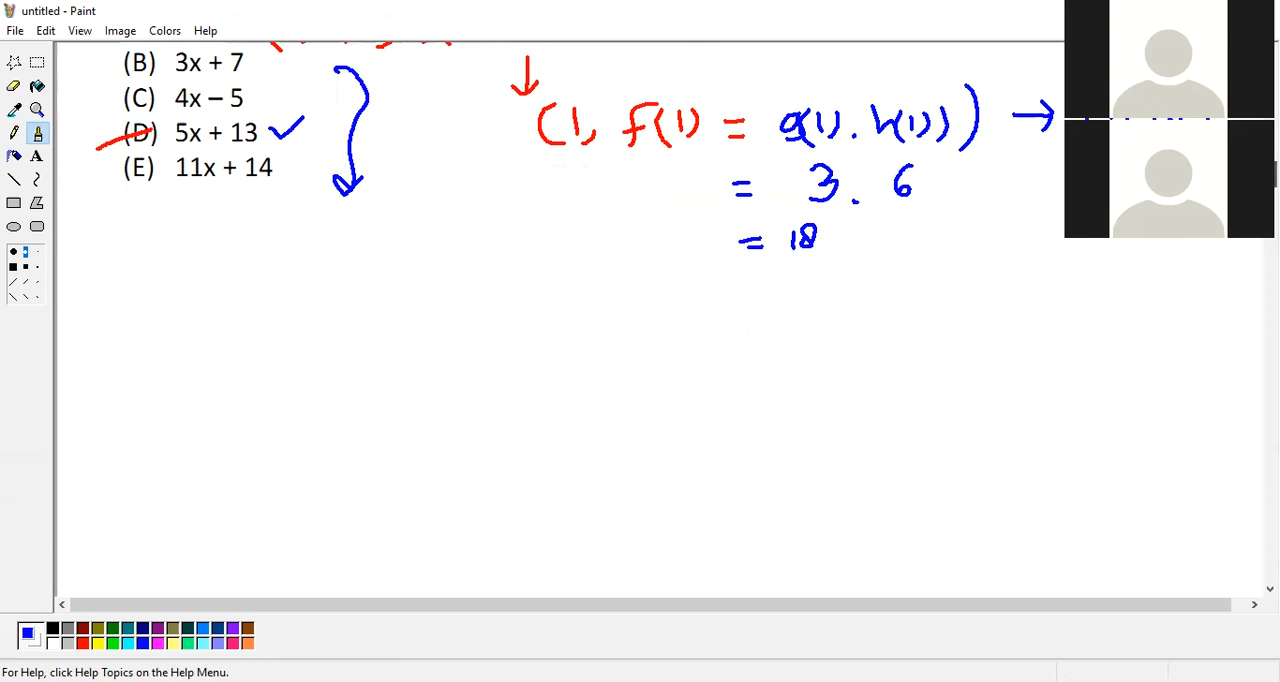 untitled - Paint
File Edit View Image Colors Help
(B) 3x + 7
(C) 4x – 5
(D) 5x + 13
(E) 11x + 14
(1, f(1) = g(1) . h(1))
= 3 . 6
= 18
A
For Help, click Help Topics on the Help Menu.